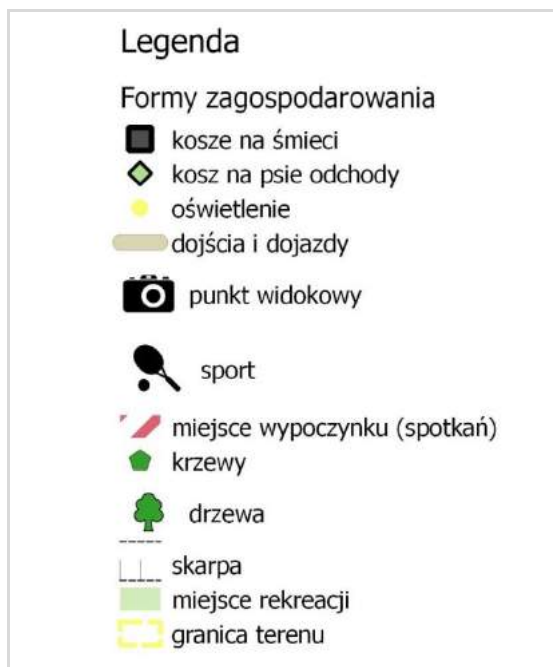 Legenda
Formy zagospodarowania
kosze na śmieci
kosz na psie odchody
oświetlenie
dojścia i dojazdy
punkt widokowy
sport
miejsce wypoczynku (spotkań)
krzewy
drzewa
skarpa
miejsce rekreacji
granica terenu